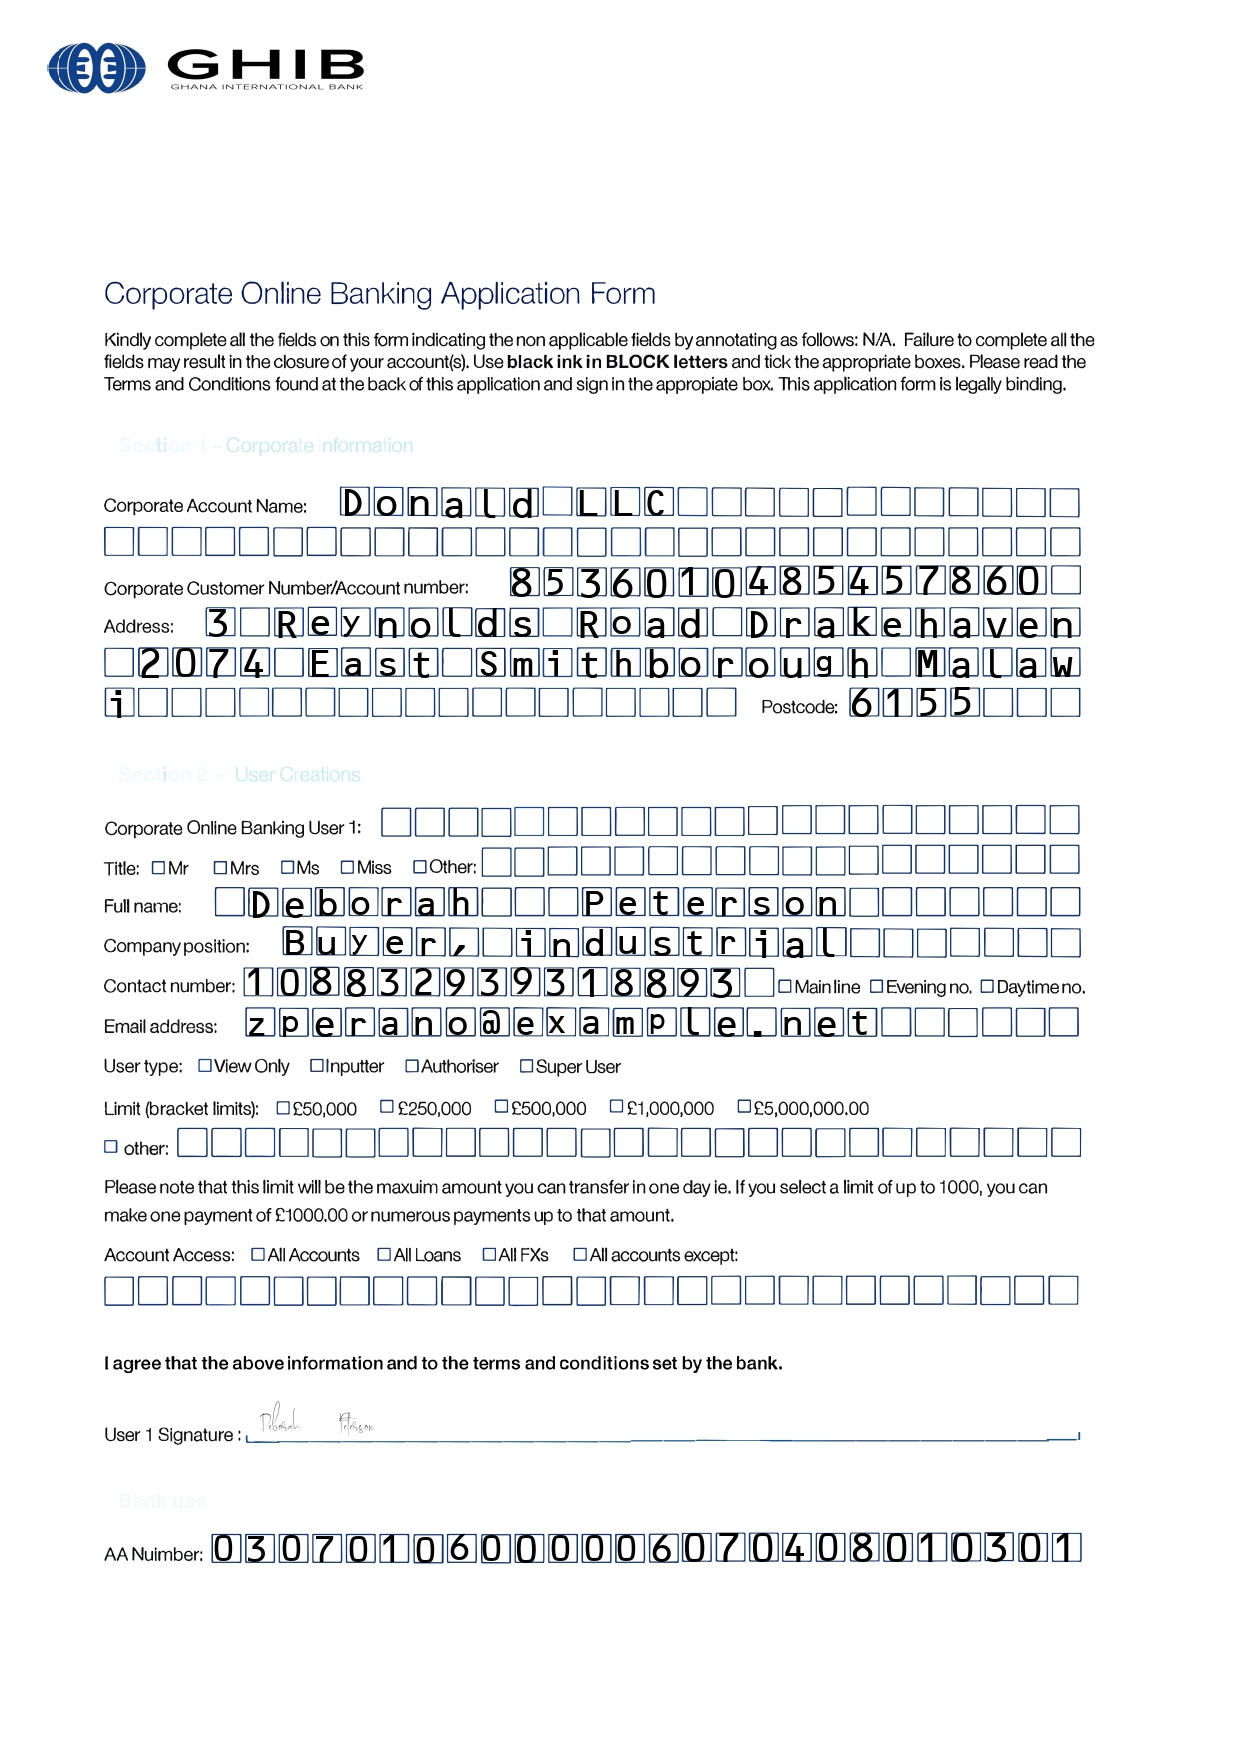 GHIB
GHANA INTERNATIONAL BANK
Corporate Online Banking Application Form
Kindly complete all the fields on this form indicating the non applicable fields by annotating as follows: N/A. Failure to complete all the
fields may result in the closure of your account(s). Use black ink in BLOCK letters and tick the appropriate boxes. Please read the
Terms and Conditions found at the back of this application and sign in the appropiate box. This application form is legally binding.
Section 1 – Corporate Information
Corporate Account Name: Donald LLC
Corporate Customer Number/Account number: 8536010485457860
Address: 3 Reynolds Road Drakehaven
2074 East Smithborough Malaw
i Postcode: 6155
Section 2 – User Creations
Corporate Online Banking User 1:
Title: Mr Mrs Ms Miss Other:
Full name: Deborah Peterson
Company position: Buyer, industrial
Contact number: 108832939318893 Main line Evening no. Daytime no.
Email address: zperano@example.net
User type: View Only Inputter Authoriser Super User
Limit (bracket limits): £50,000 £250,000 £500,000 £1,000,000 £5,000,000.00
other:
Please note that this limit will be the maxuim amount you can transfer in one day ie. If you select a limit of up to 1000, you can
make one payment of £1000.00 or numerous payments up to that amount.
Account Access: All Accounts All Loans All FXs All accounts except:
I agree that the above information and to the terms and conditions set by the bank.
User 1 Signature : Deborah Peterson
Bank use
AA Nuimber: 03070106000006070408010301